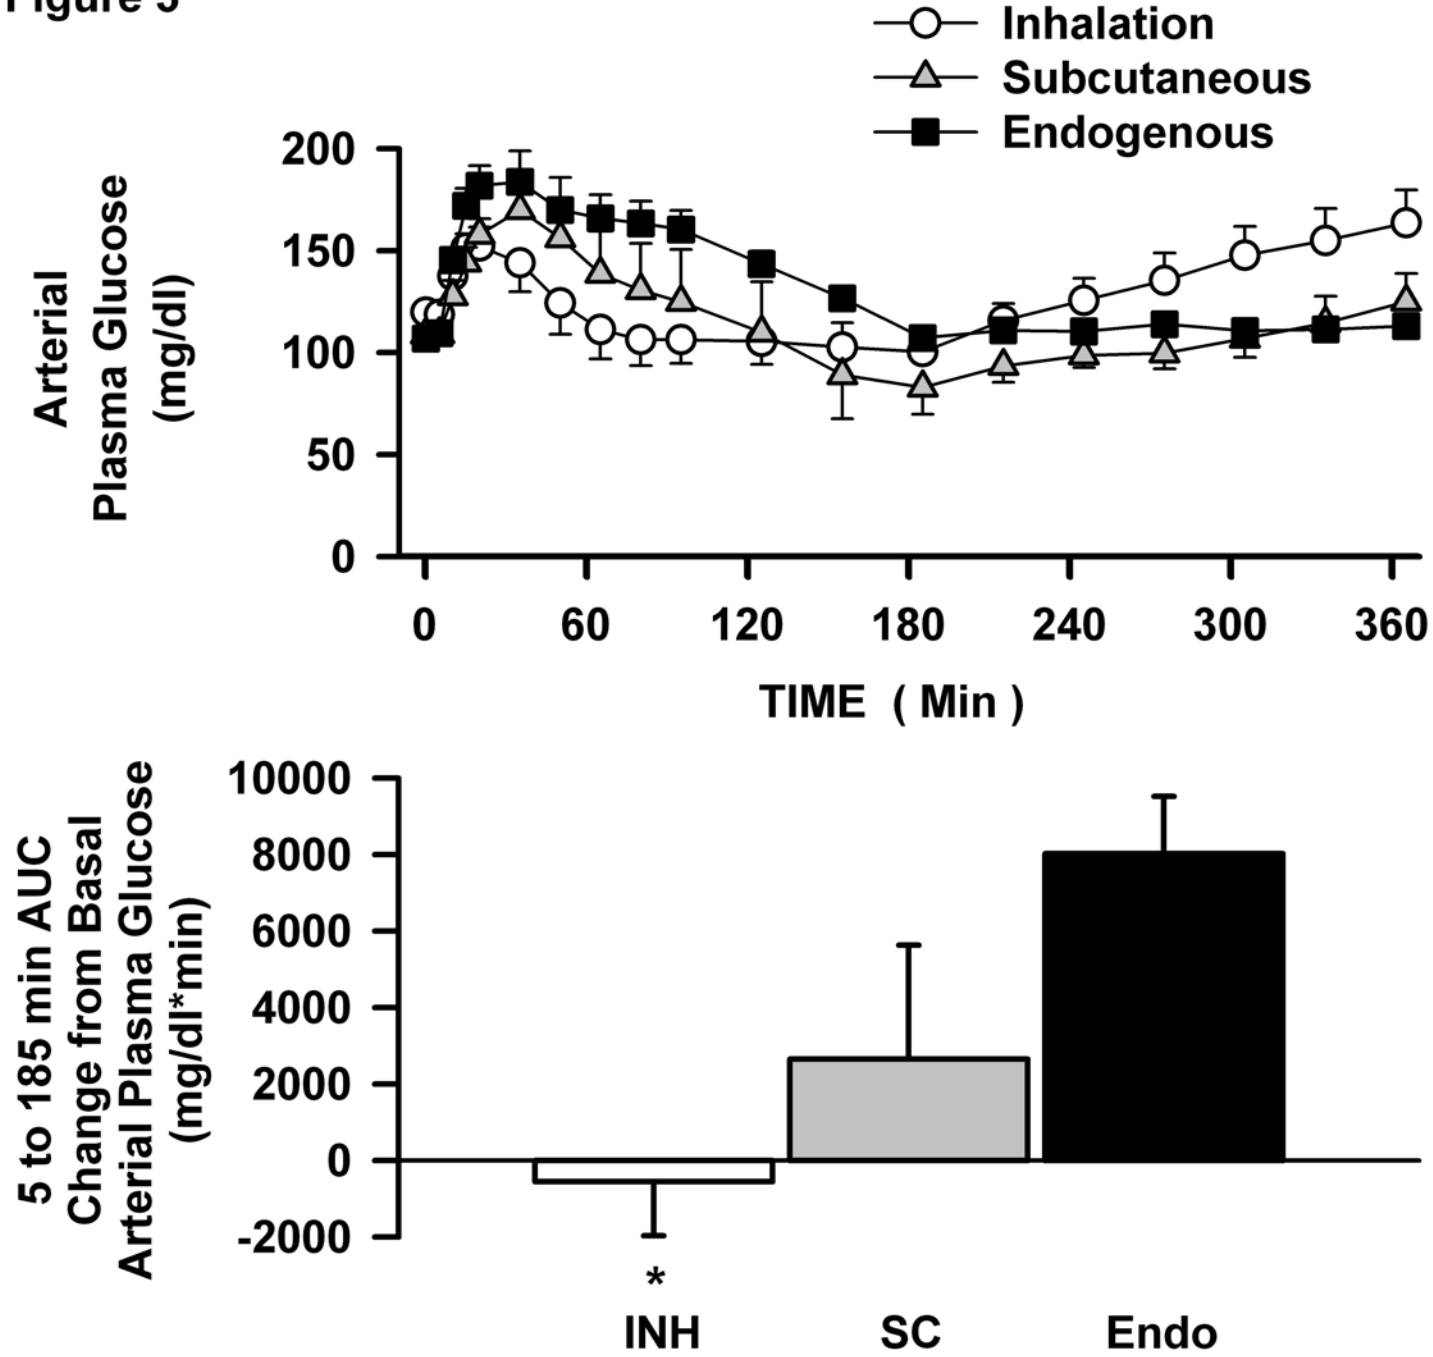 Inhalation
Subcutaneous
Endogenous
Arterial
Plasma Glucose
(mg/dl)
200
150
100
50
0
0 60 120 180 240 300 360
TIME ( Min )
5 to 185 min AUC
Change from Basal
Arterial Plasma Glucose
(mg/dl*min)
10000
8000
6000
4000
2000
0
-2000
*
INH SC Endo